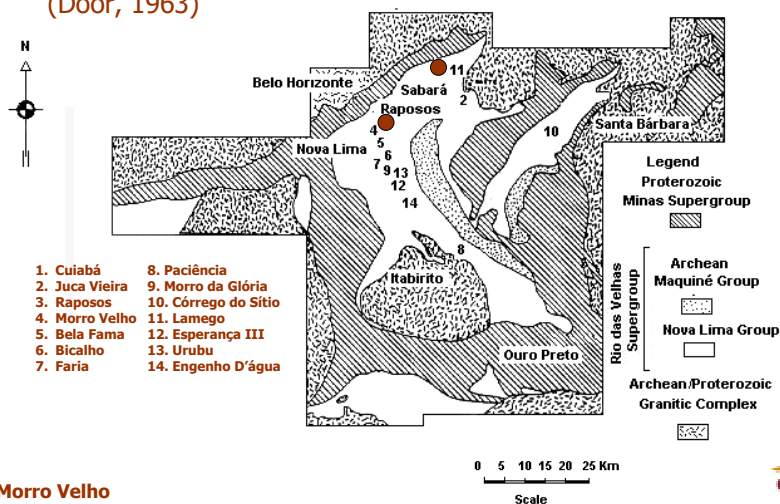 (Door, 1963)
N
Belo Horizonte
11
Sabará
2
Raposos
4
10
Santa Bárbara
Nova Lima
5
6
7 9 13
12
14
8
Itabirito
Ouro Preto
Legend
Proterozoic
Minas Supergroup
Rio das Velhas
Supergroup
Archean
Maquiné Group
Nova Lima Group
Archean/Proterozoic
Granitic Complex
1. Cuiabá
2. Juca Vieira
3. Raposos
4. Morro Velho
5. Bela Fama
6. Bicalho
7. Faria
8. Paciência
9. Morro da Glória
10. Córrego do Sítio
11. Lamego
12. Esperança III
13. Urubu
14. Engenho D'água
0 5 10 15 20 25 Km
Scale
Morro Velho